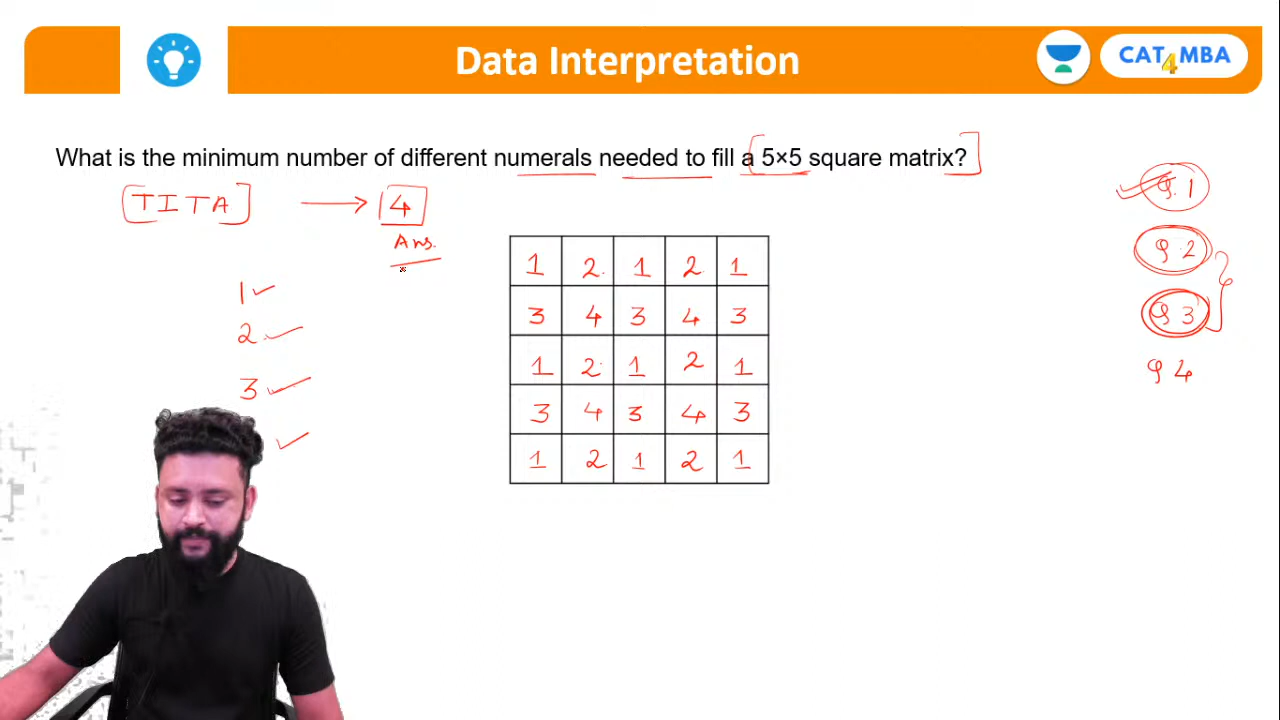 Data Interpretation
CAT4MBA
What is the minimum number of different numerals needed to fill a 5×5 square matrix?
[TITA] → 4
Ans.
1
2
3
1 2 1 2 1
3 4 3 4 3
1 2 1 2 1
3 4 3 4 3
1 2 1 2 1
Q.1
Q.2
Q3
Q4